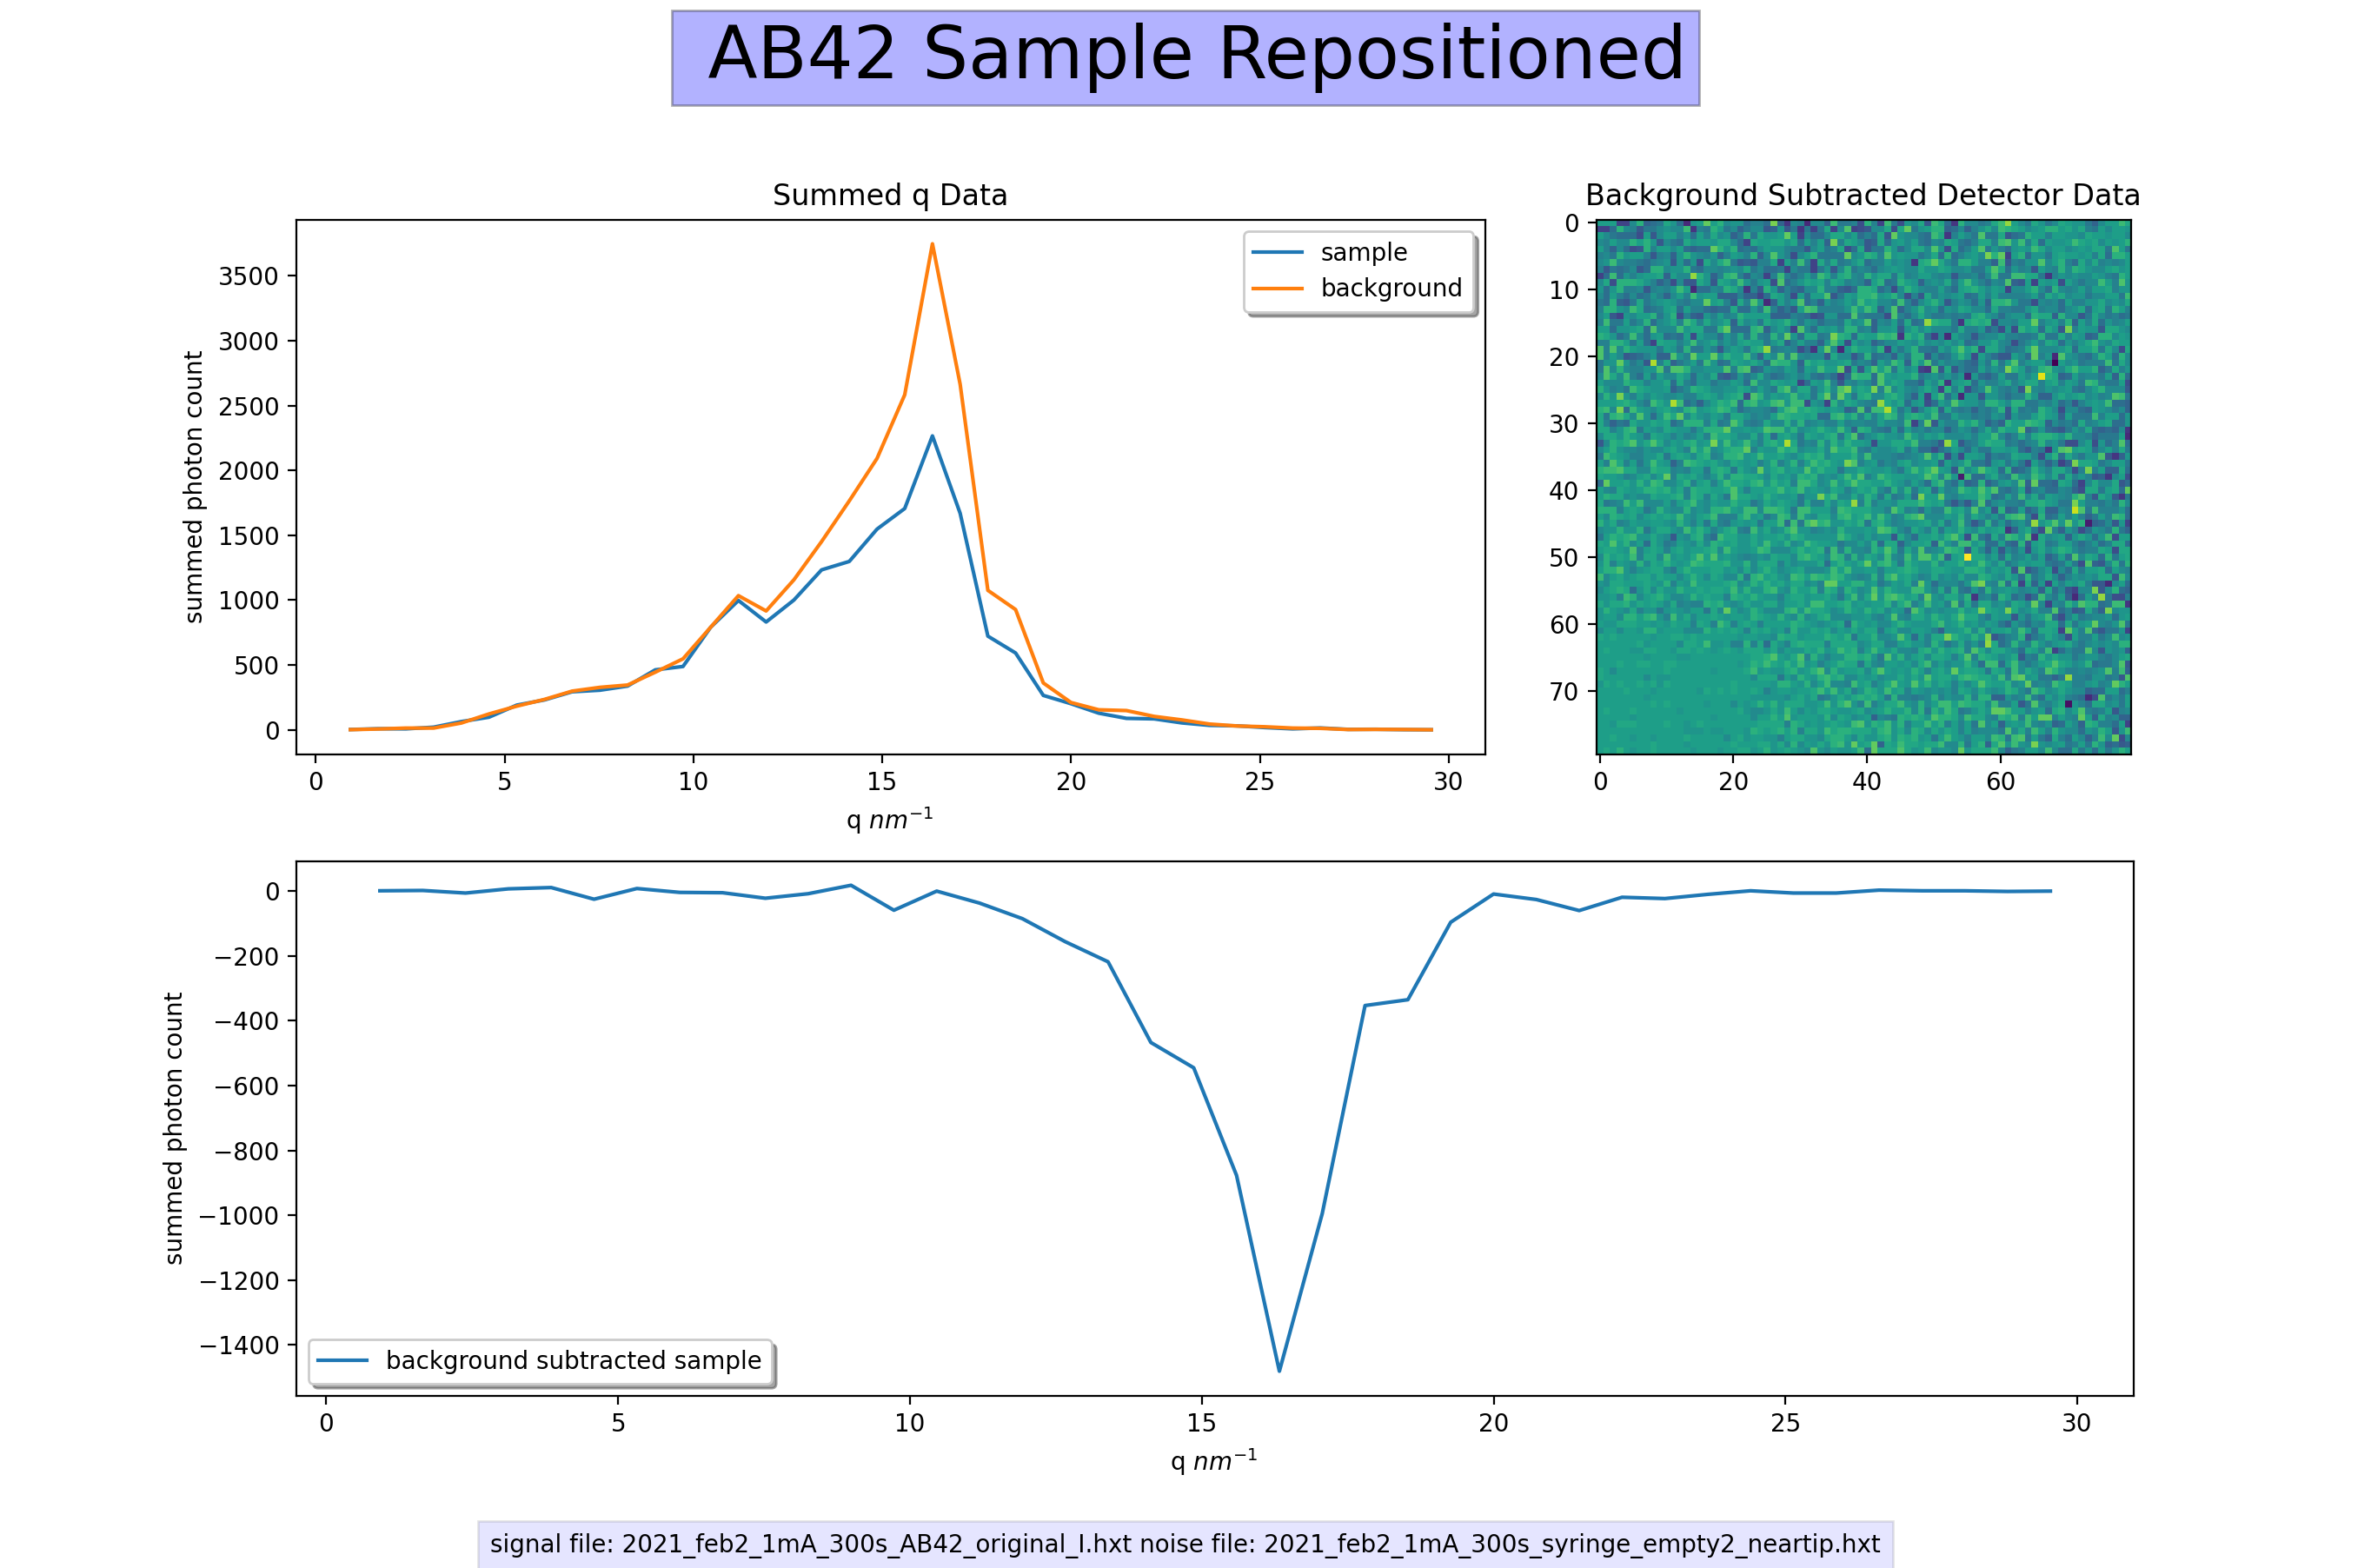 AB42 Sample Repositioned
Summed q Data
summed photon count
3500
3000
2500
2000
1500
1000
500
0
0 5 10 15 20 25 30
q nm⁻¹
sample
background
Background Subtracted Detector Data
0
10
20
30
40
50
60
70
0 20 40 60
summed photon count
0
−200
−400
−600
−800
−1000
−1200
−1400
background subtracted sample
0 5 10 15 20 25 30
q nm⁻¹
signal file: 2021_feb2_1mA_300s_AB42_original_I.hxt noise file: 2021_feb2_1mA_300s_syringe_empty2_neartip.hxt